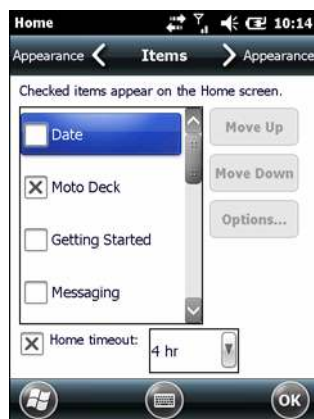 Home 10:14
Appearance Items Appearance
Checked items appear on the Home screen.
Date
Moto Deck
Getting Started
Messaging
Move Up
Move Down
Options...
Home timeout: 4 hr
OK